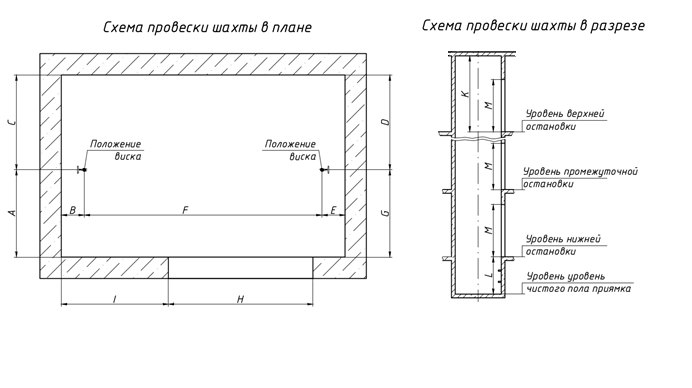 Схема провески шахты в плане
Схема провески шахты в разрезе
C
D
Положение
виска
Положение
виска
A
B
F
E
G
I
H
K
M
Уровень верхней
остановки
M
Уровень промежуточной
остановки
M
Уровень нижней
остановки
L
Уровень уровень
чистого пола приямка